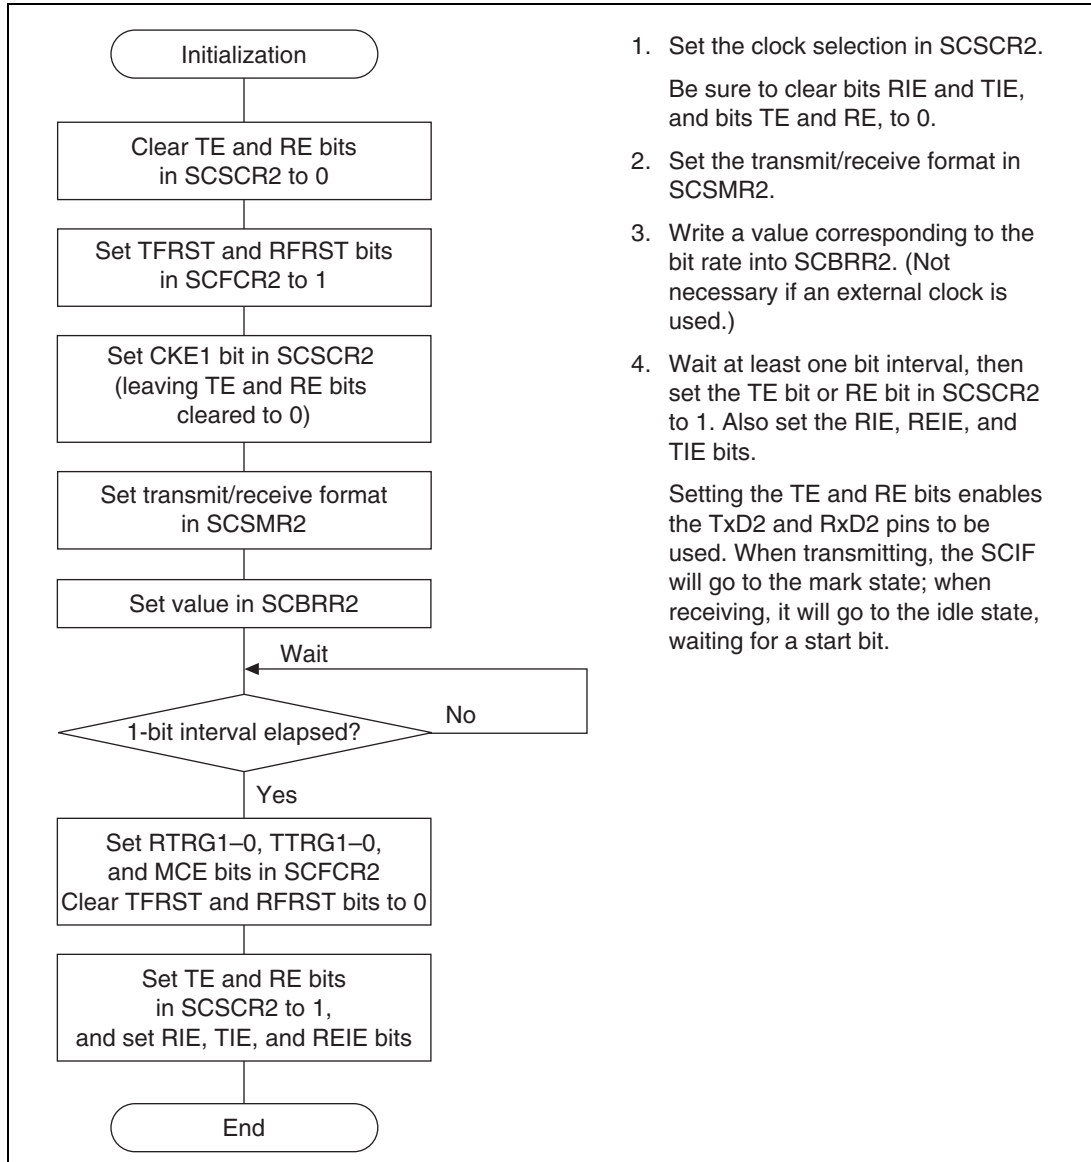 Initialization
Clear TE and RE bits
in SCSCR2 to 0
Set TFRST and RFRST bits
in SCFCR2 to 1
Set CKE1 bit in SCSCR2
(leaving TE and RE bits
cleared to 0)
Set transmit/receive format
in SCSMR2
Set value in SCBRR2
Wait
1-bit interval elapsed?
No
Yes
Set RTRG1–0, TTRG1–0,
and MCE bits in SCFCR2
Clear TFRST and RFRST bits to 0
Set TE and RE bits
in SCSCR2 to 1,
and set RIE, TIE, and REIE bits
End
1. Set the clock selection in SCSCR2.
Be sure to clear bits RIE and TIE,
and bits TE and RE, to 0.
2. Set the transmit/receive format in
SCSMR2.
3. Write a value corresponding to the
bit rate into SCBRR2. (Not
necessary if an external clock is
used.)
4. Wait at least one bit interval, then
set the TE bit or RE bit in SCSCR2
to 1. Also set the RIE, REIE, and
TIE bits.
Setting the TE and RE bits enables
the TxD2 and RxD2 pins to be
used. When transmitting, the SCIF
will go to the mark state; when
receiving, it will go to the idle state,
waiting for a start bit.